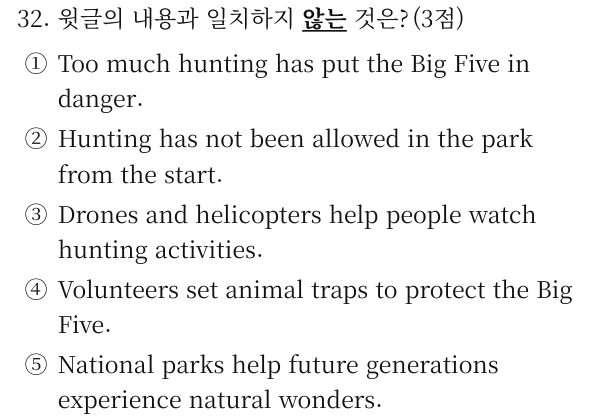 32. 윗글의 내용과 일치하지 않는 것은?(3점)
① Too much hunting has put the Big Five in
danger.
② Hunting has not been allowed in the park
from the start.
③ Drones and helicopters help people watch
hunting activities.
④ Volunteers set animal traps to protect the Big
Five.
⑤ National parks help future generations
experience natural wonders.